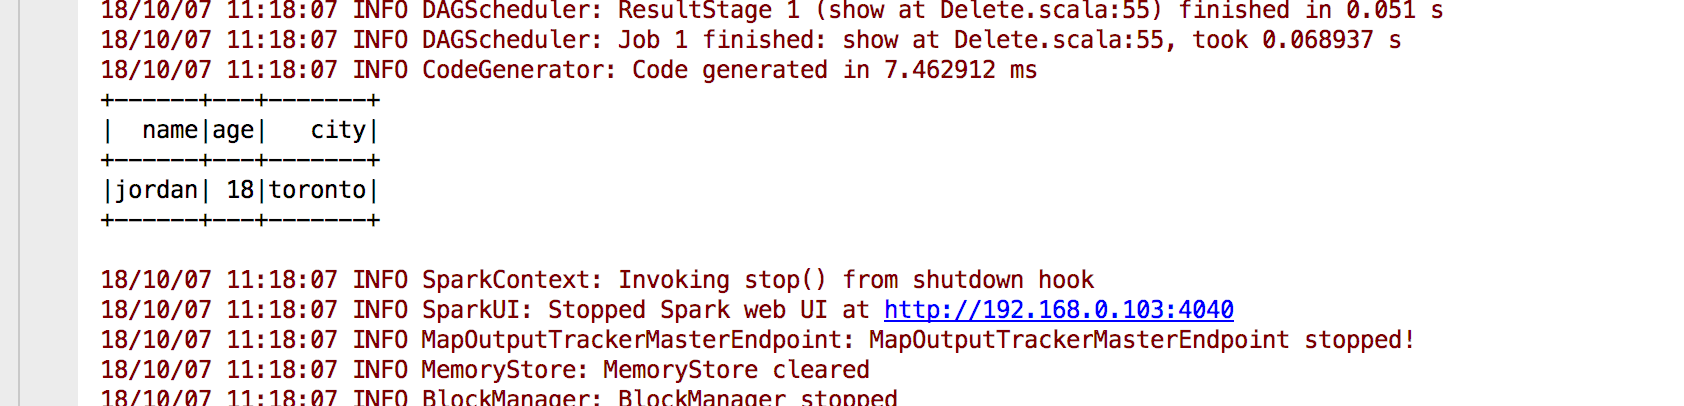 18/10/07 11:18:07 INFO DAGScheduler: ResultStage 1 (show at Delete.scala:55) finished in 0.051 s
18/10/07 11:18:07 INFO DAGScheduler: Job 1 finished: show at Delete.scala:55, took 0.068937 s
18/10/07 11:18:07 INFO CodeGenerator: Code generated in 7.462912 ms
+------+---+-------+
|  name|age|   city|
+------+---+-------+
|jordan| 18|toronto|
+------+---+-------+
18/10/07 11:18:07 INFO SparkContext: Invoking stop() from shutdown hook
18/10/07 11:18:07 INFO SparkUI: Stopped Spark web UI at http://192.168.0.103:4040
18/10/07 11:18:07 INFO MapOutputTrackerMasterEndpoint: MapOutputTrackerMasterEndpoint stopped!
18/10/07 11:18:07 INFO MemoryStore: MemoryStore cleared
18/10/07 11:18:07 INFO BlockManager: BlockManager stopped